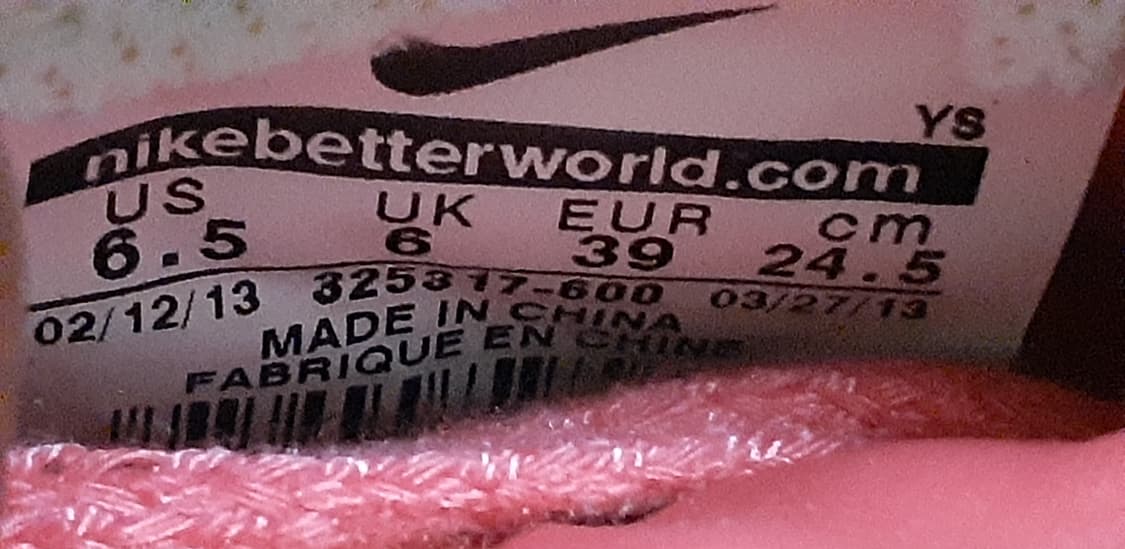 YS
nikebetterworld.com
US UK EUR cm
6.5 6 39 24.5
02/12/13 325317-600 03/27/13
MADE IN CHINA
FABRIQUE EN CHINE